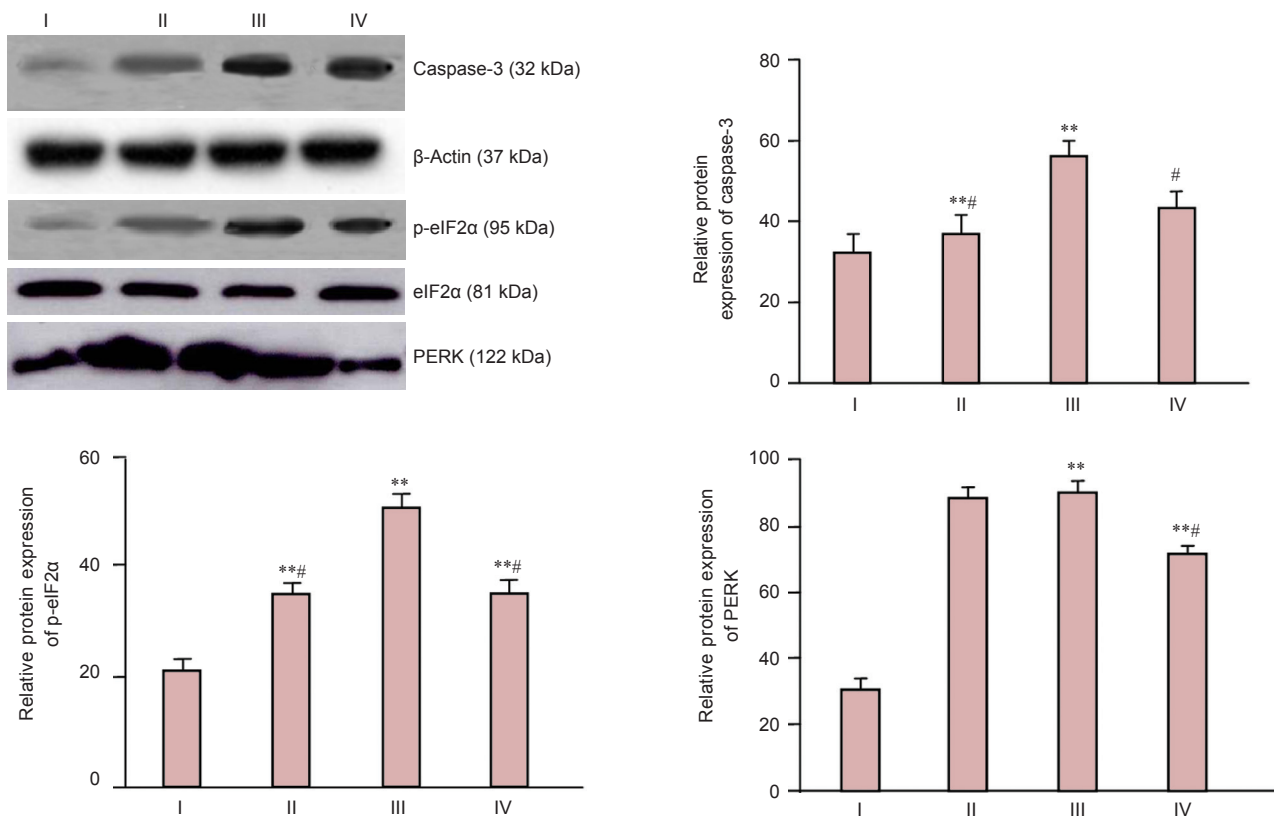 I II III IV
Caspase-3 (32 kDa)
β-Actin (37 kDa)
p-eIF2α (95 kDa)
eIF2α (81 kDa)
PERK (122 kDa)
Relative protein
expression of caspase-3
80
60
40
20
0
**#
**
#
I II III IV
Relative protein expression
of p-eIF2α
60
40
20
0
**#
**
**#
I II III IV
Relative protein expression
of PERK
100
80
60
40
20
0
**
**#
I II III IV